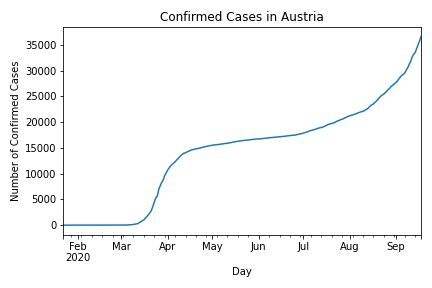 Confirmed Cases in Austria
Number of Confirmed Cases
35000
30000
25000
20000
15000
10000
5000
0
Feb Mar Apr May Jun Jul Aug Sep
2020
Day